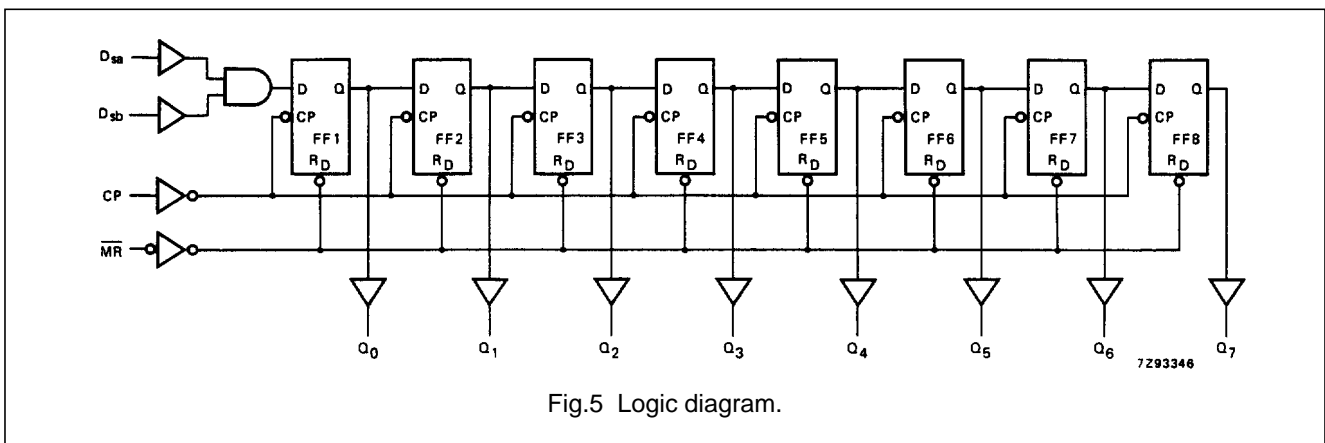 Dsa
Dsb
D Q D Q D Q D Q D Q D Q D Q D Q
CP CP CP CP CP CP CP CP
FF1 FF2 FF3 FF4 FF5 FF6 FF7 FF8
RD RD RD RD RD RD RD RD
CP
MR
Q0 Q1 Q2 Q3 Q4 Q5 Q6 Q7
7Z93346
Fig.5 Logic diagram.